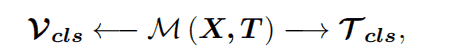 𝓥_cls ⟵ 𝓜 (X, T) ⟶ 𝓣_cls,